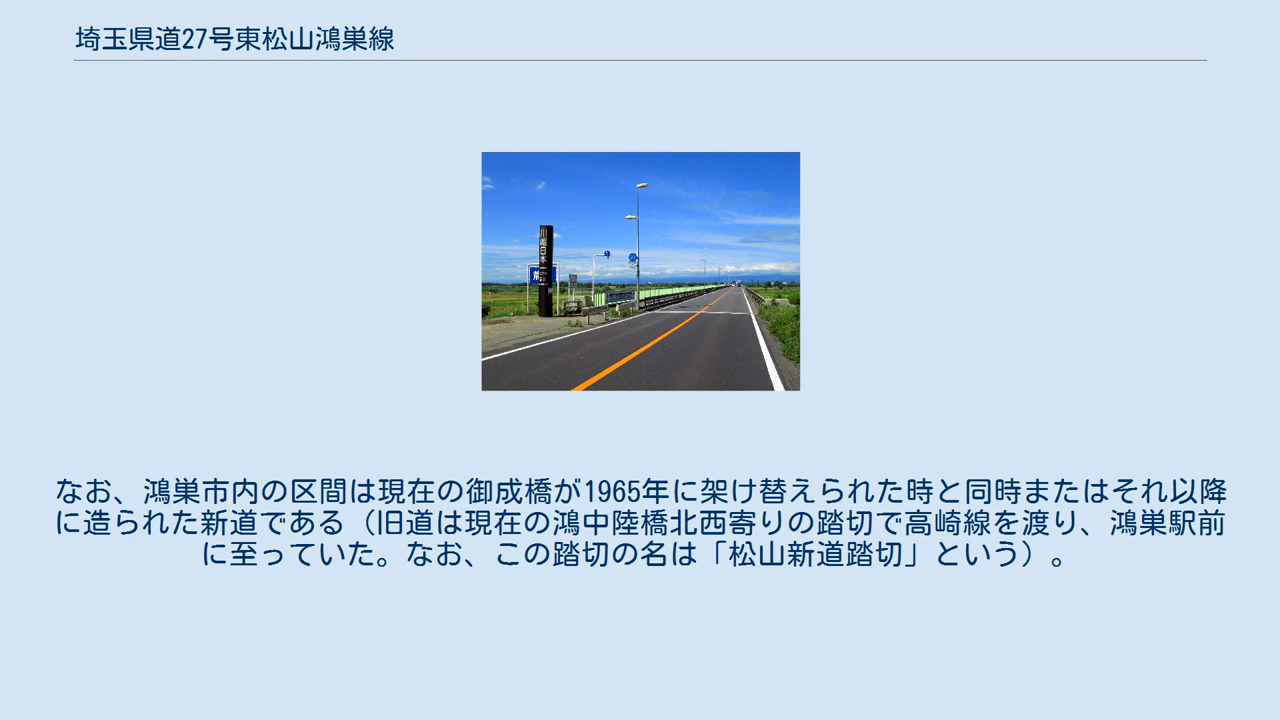 埼玉県道27号東松山鴻巣線
川幅日本一
なお、鴻巣市内の区間は現在の御成橋が1965年に架け替えられた時と同時またはそれ以降
に造られた新道である（旧道は現在の鴻中陸橋北西寄りの踏切で高崎線を渡り、鴻巣駅前
に至っていた。なお、この踏切の名は「松山新道踏切」という）。